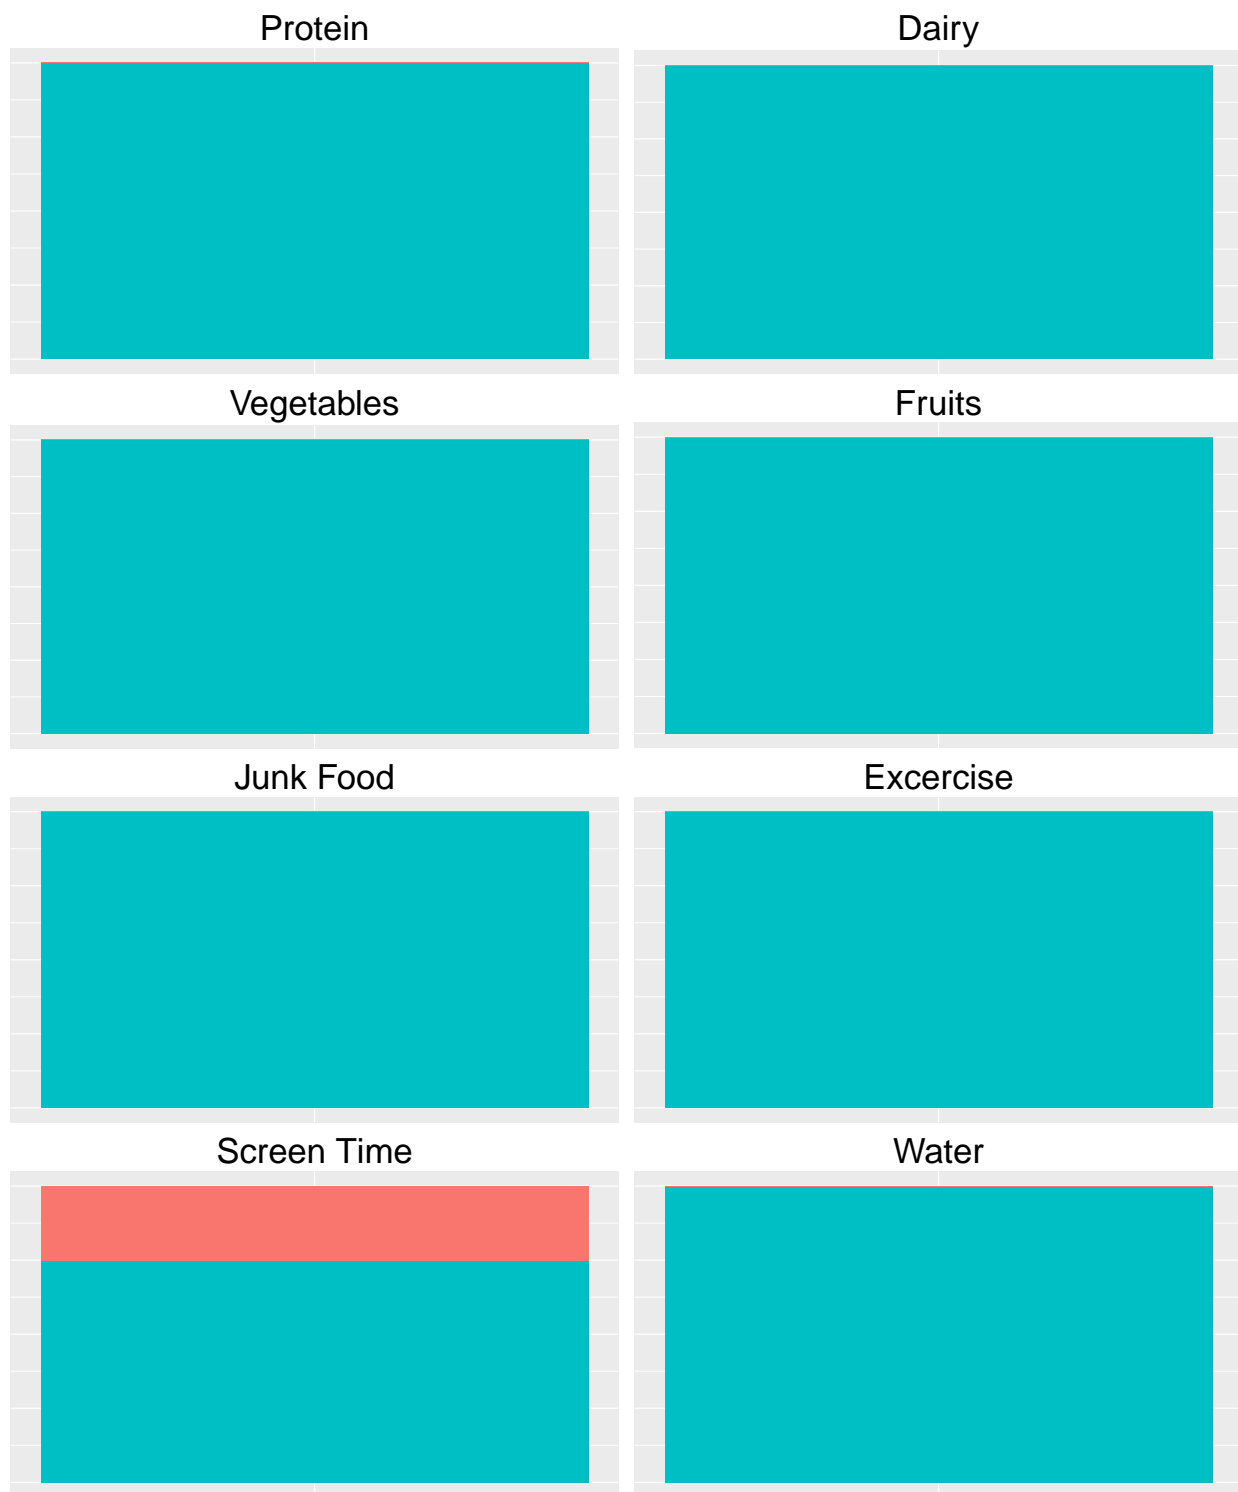 Protein
Dairy
Vegetables
Fruits
Junk Food
Excercise
Screen Time
Water